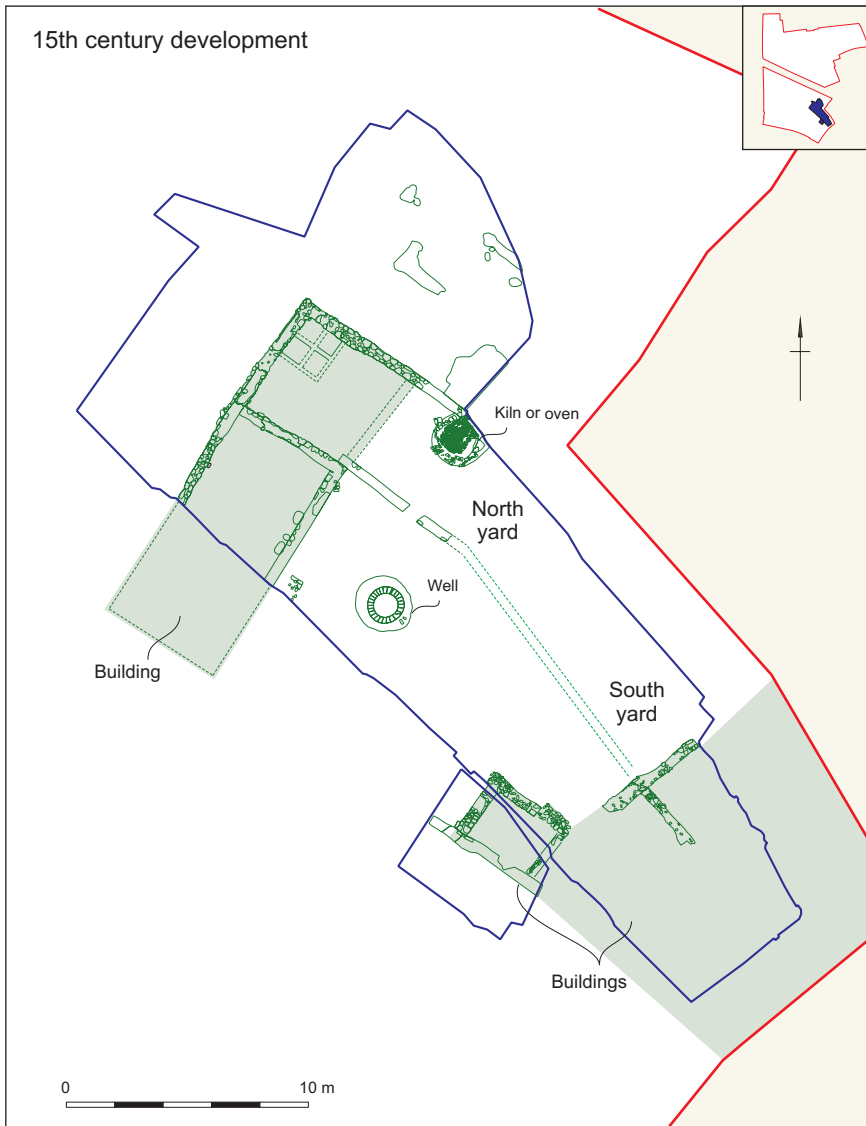 15th century development
Kiln or oven
North
yard
Well
Building
South
yard
Buildings
0
10 m